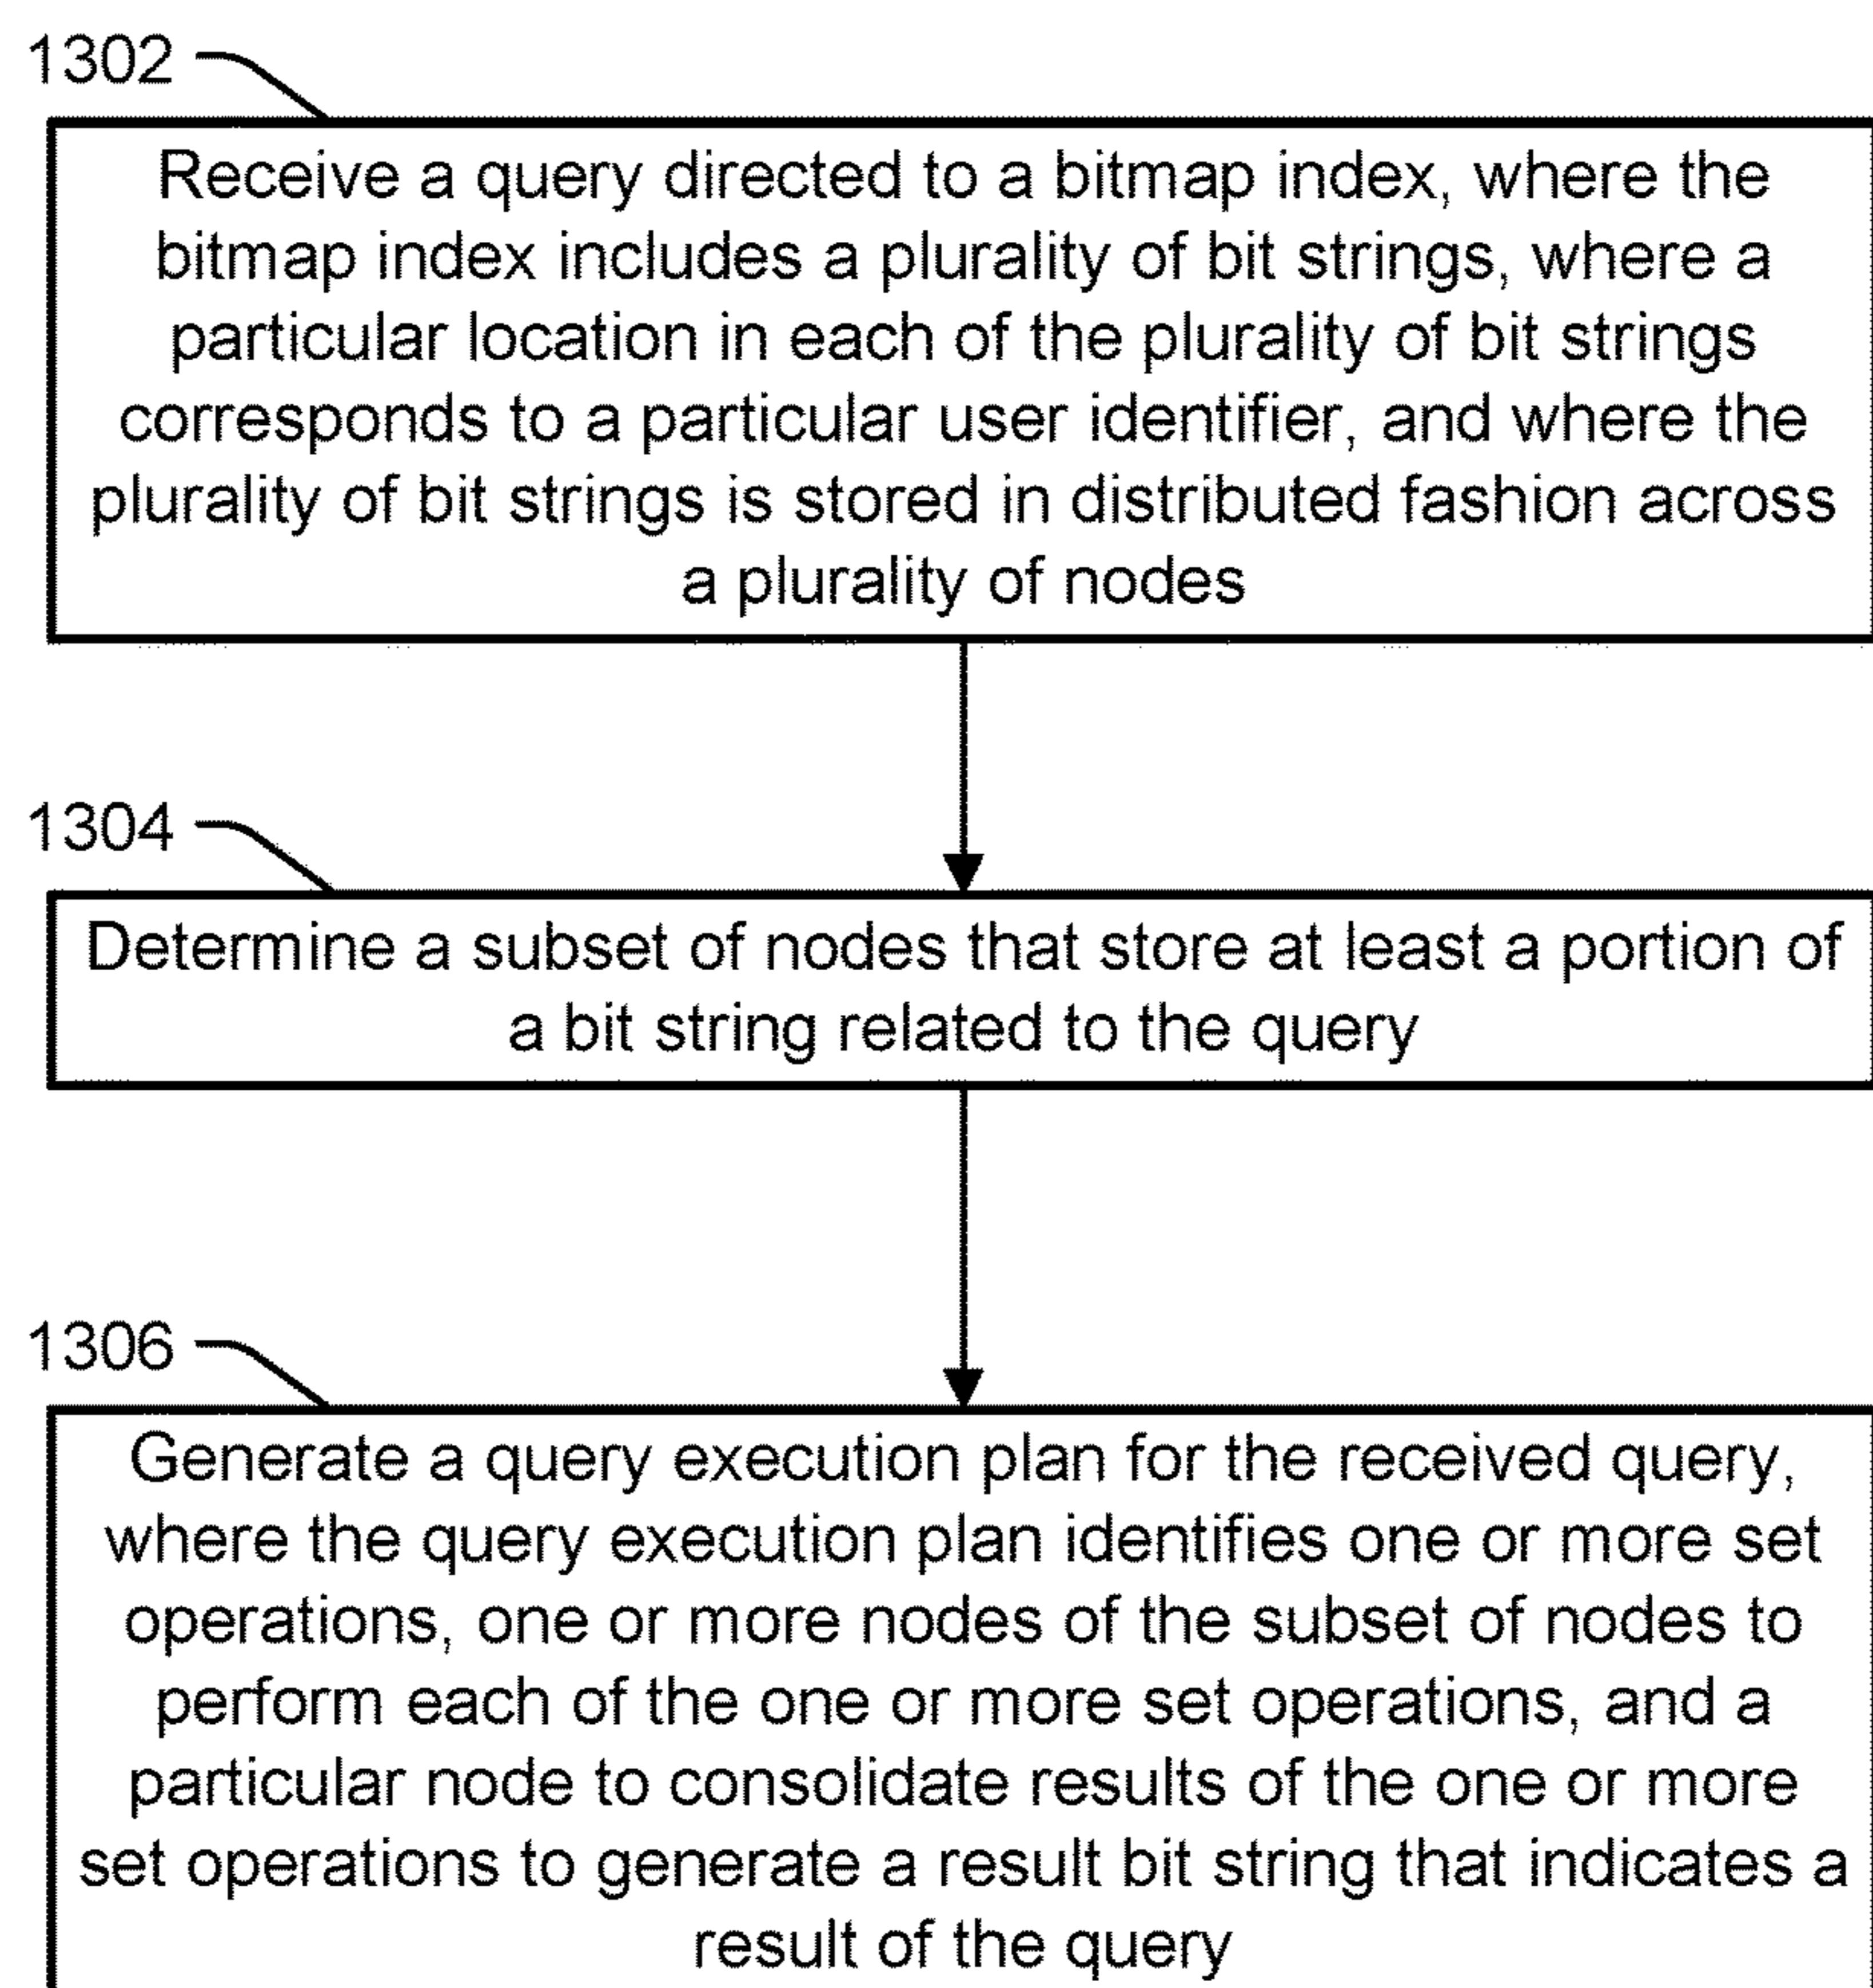 1302
Receive a query directed to a bitmap index, where the
bitmap index includes a plurality of bit strings, where a
particular location in each of the plurality of bit strings
corresponds to a particular user identifier, and where the
plurality of bit strings is stored in distributed fashion across
a plurality of nodes
1304
Determine a subset of nodes that store at least a portion of
a bit string related to the query
1306
Generate a query execution plan for the received query,
where the query execution plan identifies one or more set
operations, one or more nodes of the subset of nodes to
perform each of the one or more set operations, and a
particular node to consolidate results of the one or more
set operations to generate a result bit string that indicates a
result of the query